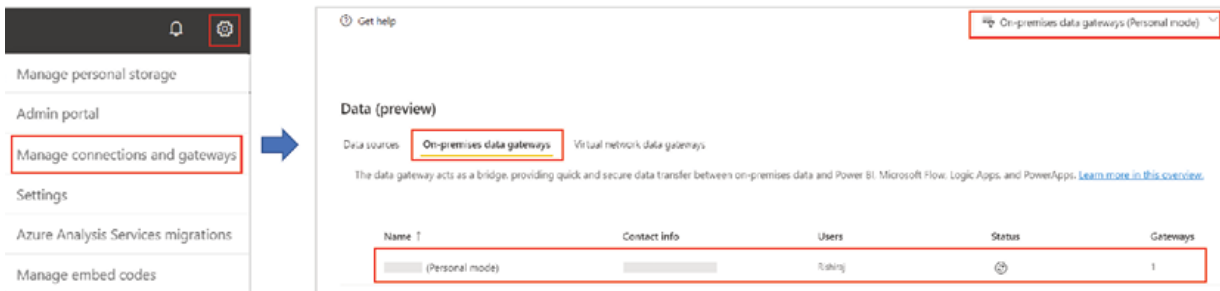 Manage personal storage
Admin portal
Manage connections and gateways
Settings
Azure Analysis Services migrations
Manage embed codes
Get help
On-premises data gateways (Personal mode)
Data (preview)
Data sources On-premises data gateways Virtual network data gateways
The data gateway acts as a bridge, providing quick and secure data transfer between on-premises data and Power BI, Microsoft Flow, Logic Apps, and PowerApps. Learn more in this overview.
Name ↑ Contact info Users Status Gateways
(Personal mode) Rishiraj 1